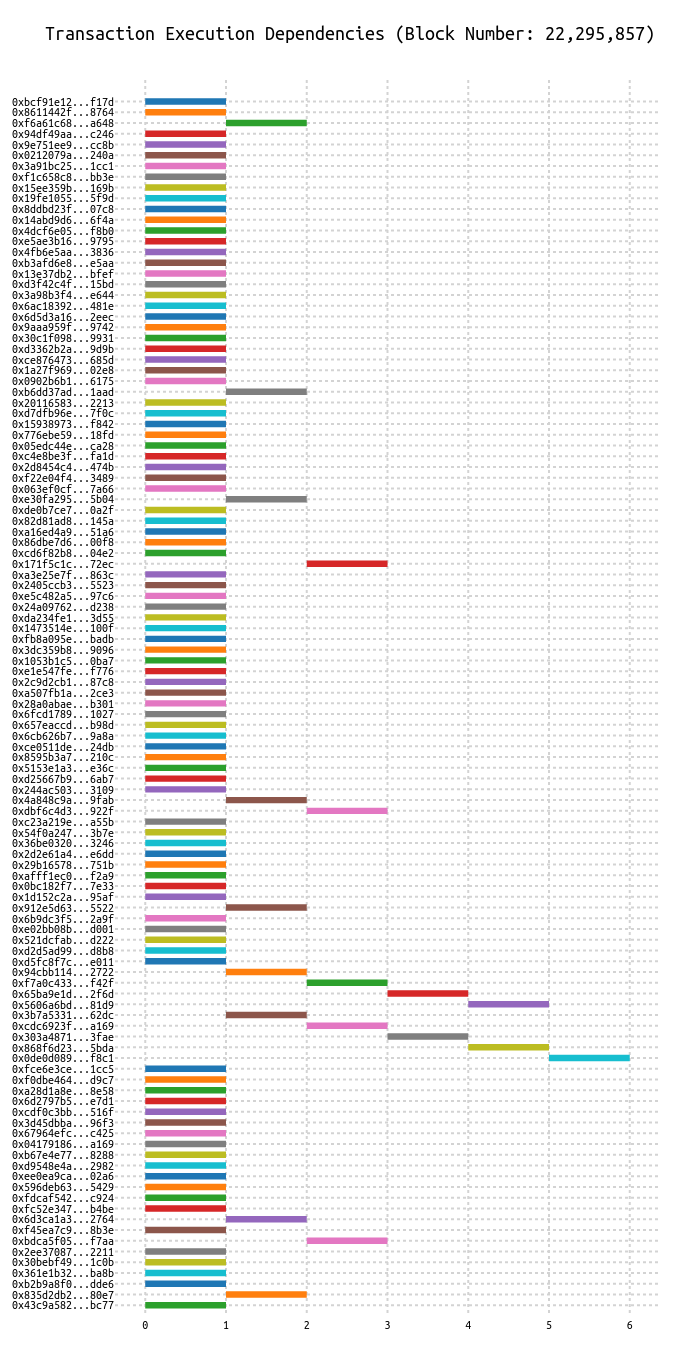 Transaction Execution Dependencies (Block Number: 22,295,857)
0xbcf91e12...f17d
0x8611442f...8764
0xf6a61c68...a648
0x94df49aa...c246
0x9e751ee9...cc8b
0x0212079a...240a
0x3a91bc25...1cc1
0xf1c658c8...bb3e
0x15ee359b...169b
0x19fe1055...5f9d
0x8ddbd23f...07c8
0x14abd9d6...6f4a
0x4dcf6e05...f8b0
0xe5ae3b16...9795
0x4fb6e5aa...3836
0xb3afd6e8...e5aa
0x13e37db2...bfef
0xd3f42c4f...15bd
0x3a98b3f4...e644
0x6ac18392...481e
0x6d5d3a16...2eec
0x9aaa959f...9742
0x30c1f098...9931
0xd3362b2a...9d9b
0xce876473...685d
0x1a27f969...02e8
0x0902b6b1...6175
0xb6dd37ad...1aad
0x20116583...2213
0xd7dfb96e...7f0c
0x15938973...f842
0x776ebe59...18fd
0x05edc44e...ca28
0xc4e8be3f...fa1d
0x2d8454c4...474b
0xf22e04f4...3489
0x063ef0cf...7a66
0xe30fa295...5b04
0xde0b7ce7...0a2f
0x82d81ad8...145a
0xa16ed4a9...51a6
0x86dbe7d6...00f8
0xcd6f82b8...04e2
0x171f5c1c...72ec
0xa3e25e7f...863c
0x2405ccb3...5523
0xe5c482a5...97c6
0x24a09762...d238
0xda234fe1...3d55
0x1473514e...100f
0xfb8a095e...badb
0x3dc359b8...9096
0x1053b1c5...0ba7
0xe1e547fe...f776
0x2c9d2cb1...87c8
0xa507fb1a...2ce3
0x28a0abae...b301
0x6fcd1789...1027
0x657eaccd...b98d
0x6cb626b7...9a8a
0xce0511de...24db
0x8595b3a7...210c
0x5153e1a3...e36c
0xd25667b9...6ab7
0x244ac503...3109
0x4a848c9a...9fab
0xdbf6c4d3...922f
0xc23a219e...a55b
0x54f0a247...3b7e
0x36be0320...3246
0x2d2e61a4...e6dd
0x29b16578...751b
0xafff1ec0...f2a9
0x0bc182f7...7e33
0x1d152c2a...95af
0x912e5d63...5522
0x6b9dc3f5...2a9f
0xe02bb08b...d001
0x521dcfab...d222
0xd2d5ad99...d8b8
0xd5fc8f7c...e011
0x94cbb114...2722
0xf7a0c433...f42f
0x65ba9e1d...2f6d
0x5606a6bd...81d9
0x3b7a5331...62dc
0xcdc6923f...a169
0x303a4871...3fae
0x868f6d23...5bda
0x0de0d089...f8c1
0xfce6e3ce...1cc5
0xf0dbe464...d9c7
0xa28d1a8e...8e58
0x6d2797b5...e7d1
0xcdf0c3bb...516f
0x3d45dbba...96f3
0x67964efc...c425
0x04179186...a169
0xb67e4e77...8288
0xd9548e4a...2982
0xee0ea9ca...02a6
0x596deb63...5429
0xfdcaf542...c924
0xfc52e347...b4be
0x6d3ca1a3...2764
0xf45ea7c9...8b3e
0xbdca5f05...f7aa
0x2ee37087...2211
0x30bebf49...1c0b
0x361e1b32...ba8b
0xb2b9a8f0...dde6
0x835d2db2...80e7
0x43c9a582...bc77
0 1 2 3 4 5 6